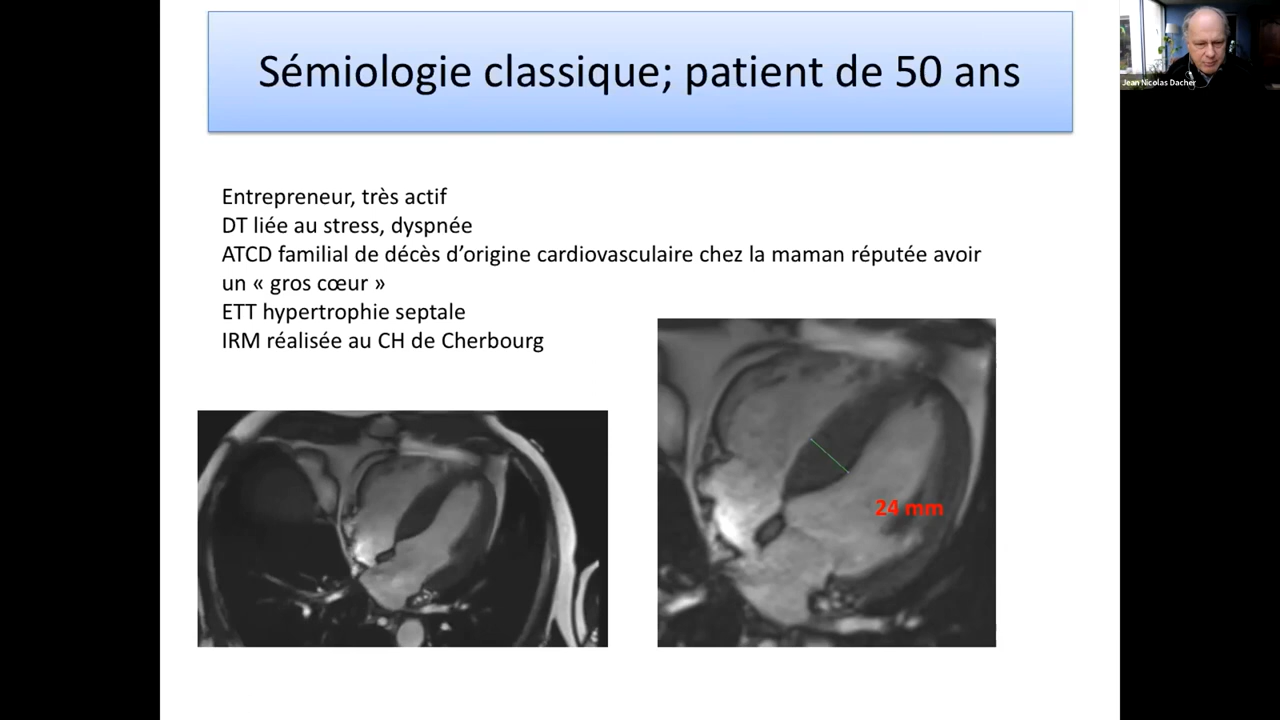 Sémiologie classique; patient de 50 ans
Jean Nicolas Dacher
Entrepreneur, très actif
DT liée au stress, dyspnée
ATCD familial de décès d’origine cardiovasculaire chez la maman réputée avoir
un « gros cœur »
ETT hypertrophie septale
IRM réalisée au CH de Cherbourg
24 mm